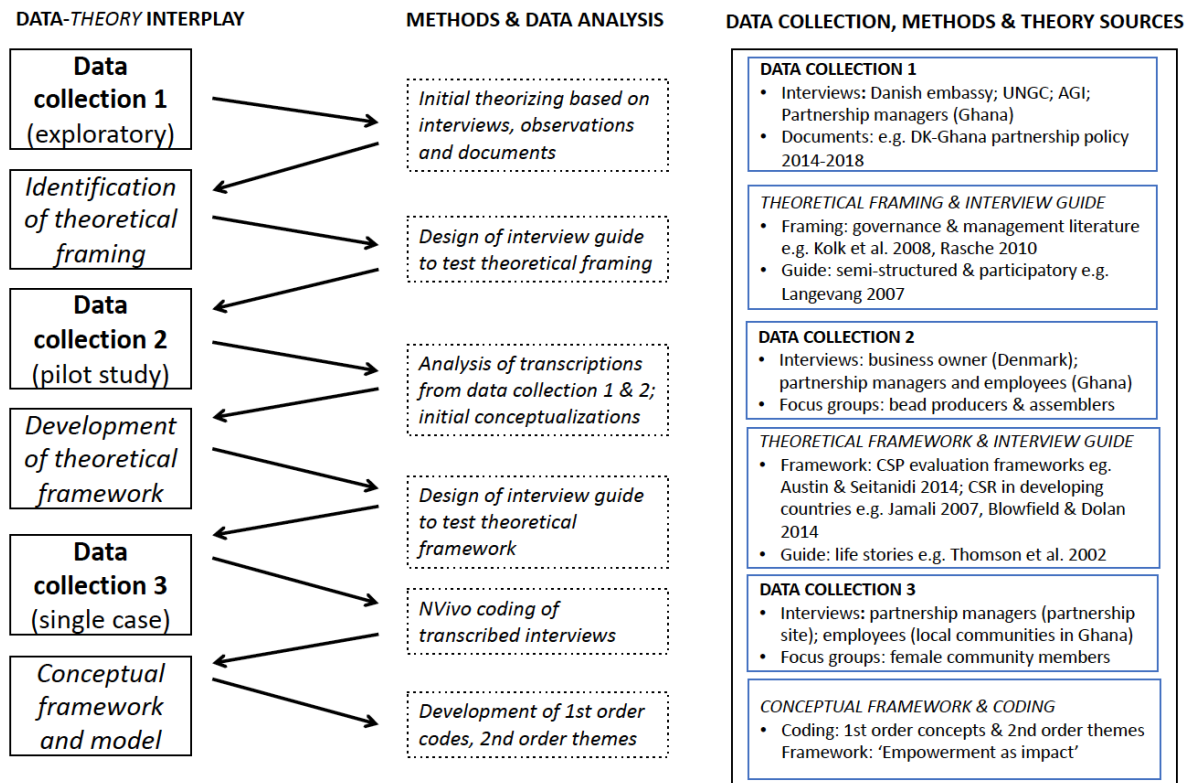 DATA-THEORY INTERPLAY
Data
collection 1
(exploratory)
Identification
of theoretical
framing
Data
collection 2
(pilot study)
Development
of theoretical
framework
Data
collection 3
(single case)
Conceptual
framework
and model
METHODS & DATA ANALYSIS
Initial theorizing based on
interviews, observations
and documents
Design of interview guide
to test theoretical framing
Analysis of transcriptions
from data collection 1 & 2;
initial conceptualizations
Design of interview guide
to test theoretical
framework
NVivo coding of
transcribed interviews
Development of 1st order
codes, 2nd order themes
DATA COLLECTION, METHODS & THEORY SOURCES
DATA COLLECTION 1
• Interviews: Danish embassy; UNGC; AGI;
Partnership managers (Ghana)
• Documents: e.g. DK-Ghana partnership policy
2014-2018
THEORETICAL FRAMING & INTERVIEW GUIDE
• Framing: governance & management literature
e.g. Kolk et al. 2008, Rasche 2010
• Guide: semi-structured & participatory e.g.
Langevang 2007
DATA COLLECTION 2
• Interviews: business owner (Denmark);
partnership managers and employees (Ghana)
• Focus groups: bead producers & assemblers
THEORETICAL FRAMEWORK & INTERVIEW GUIDE
• Framework: CSP evaluation frameworks eg.
Austin & Seitanidi 2014; CSR in developing
countries e.g. Jamali 2007, Blowfield & Dolan
2014
• Guide: life stories e.g. Thomson et al. 2002
DATA COLLECTION 3
• Interviews: partnership managers (partnership
site); employees (local communities in Ghana)
• Focus groups: female community members
CONCEPTUAL FRAMEWORK & CODING
• Coding: 1st order concepts & 2nd order themes
Framework: ‘Empowerment as impact’